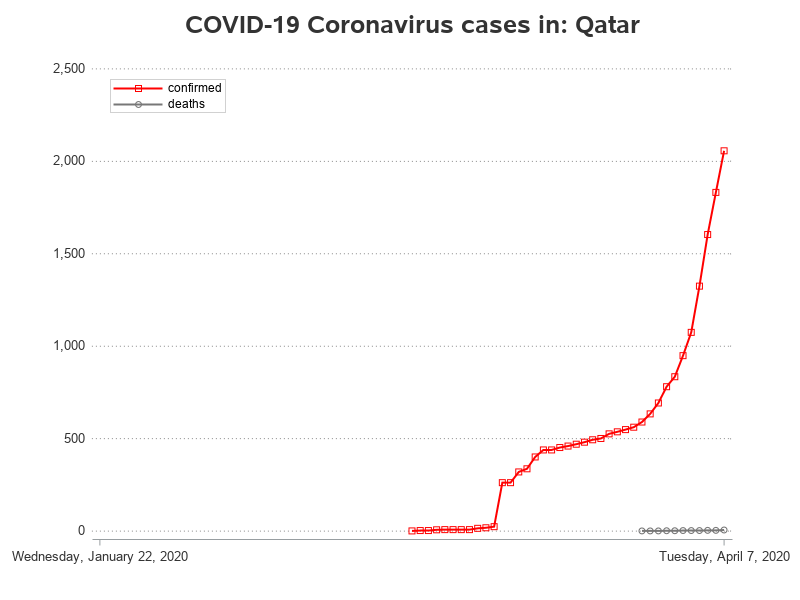 COVID-19 Coronavirus cases in: Qatar
2,500
confirmed
deaths
2,000
1,500
1,000
500
0
Wednesday, January 22, 2020 Tuesday, April 7, 2020